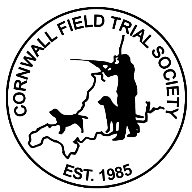 CORNWALL FIELD TRIAL SOCIETY
EST. 1985